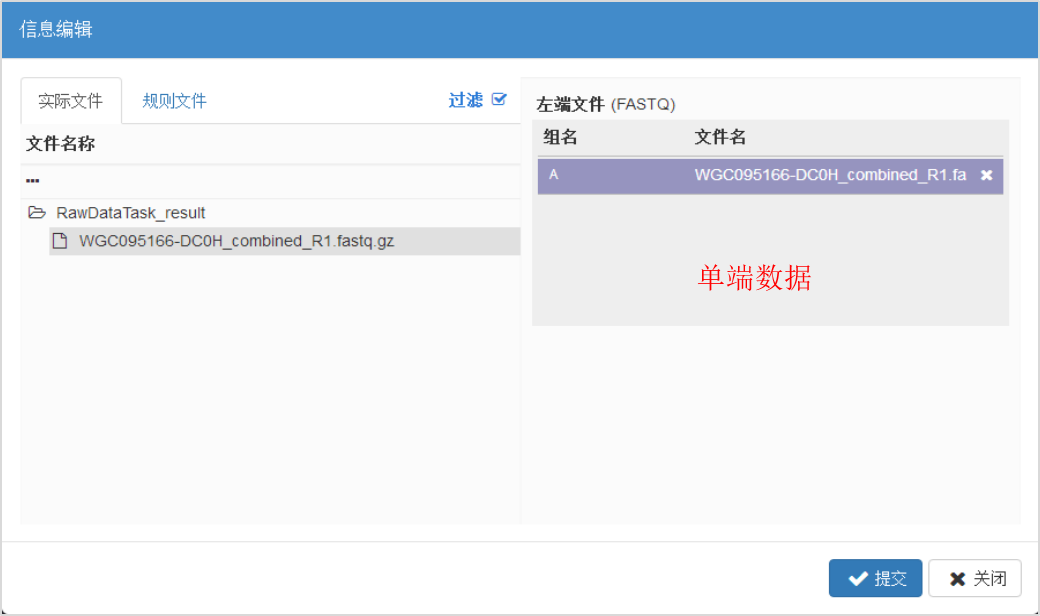 信息编辑
实际文件 规则文件 过滤
文件名称
...
RawDataTask_result
WGC095166-DC0H_combined_R1.fastq.gz
左端文件 (FASTQ)
组名 文件名
A WGC095166-DC0H_combined_R1.fa
单端数据
提交 关闭